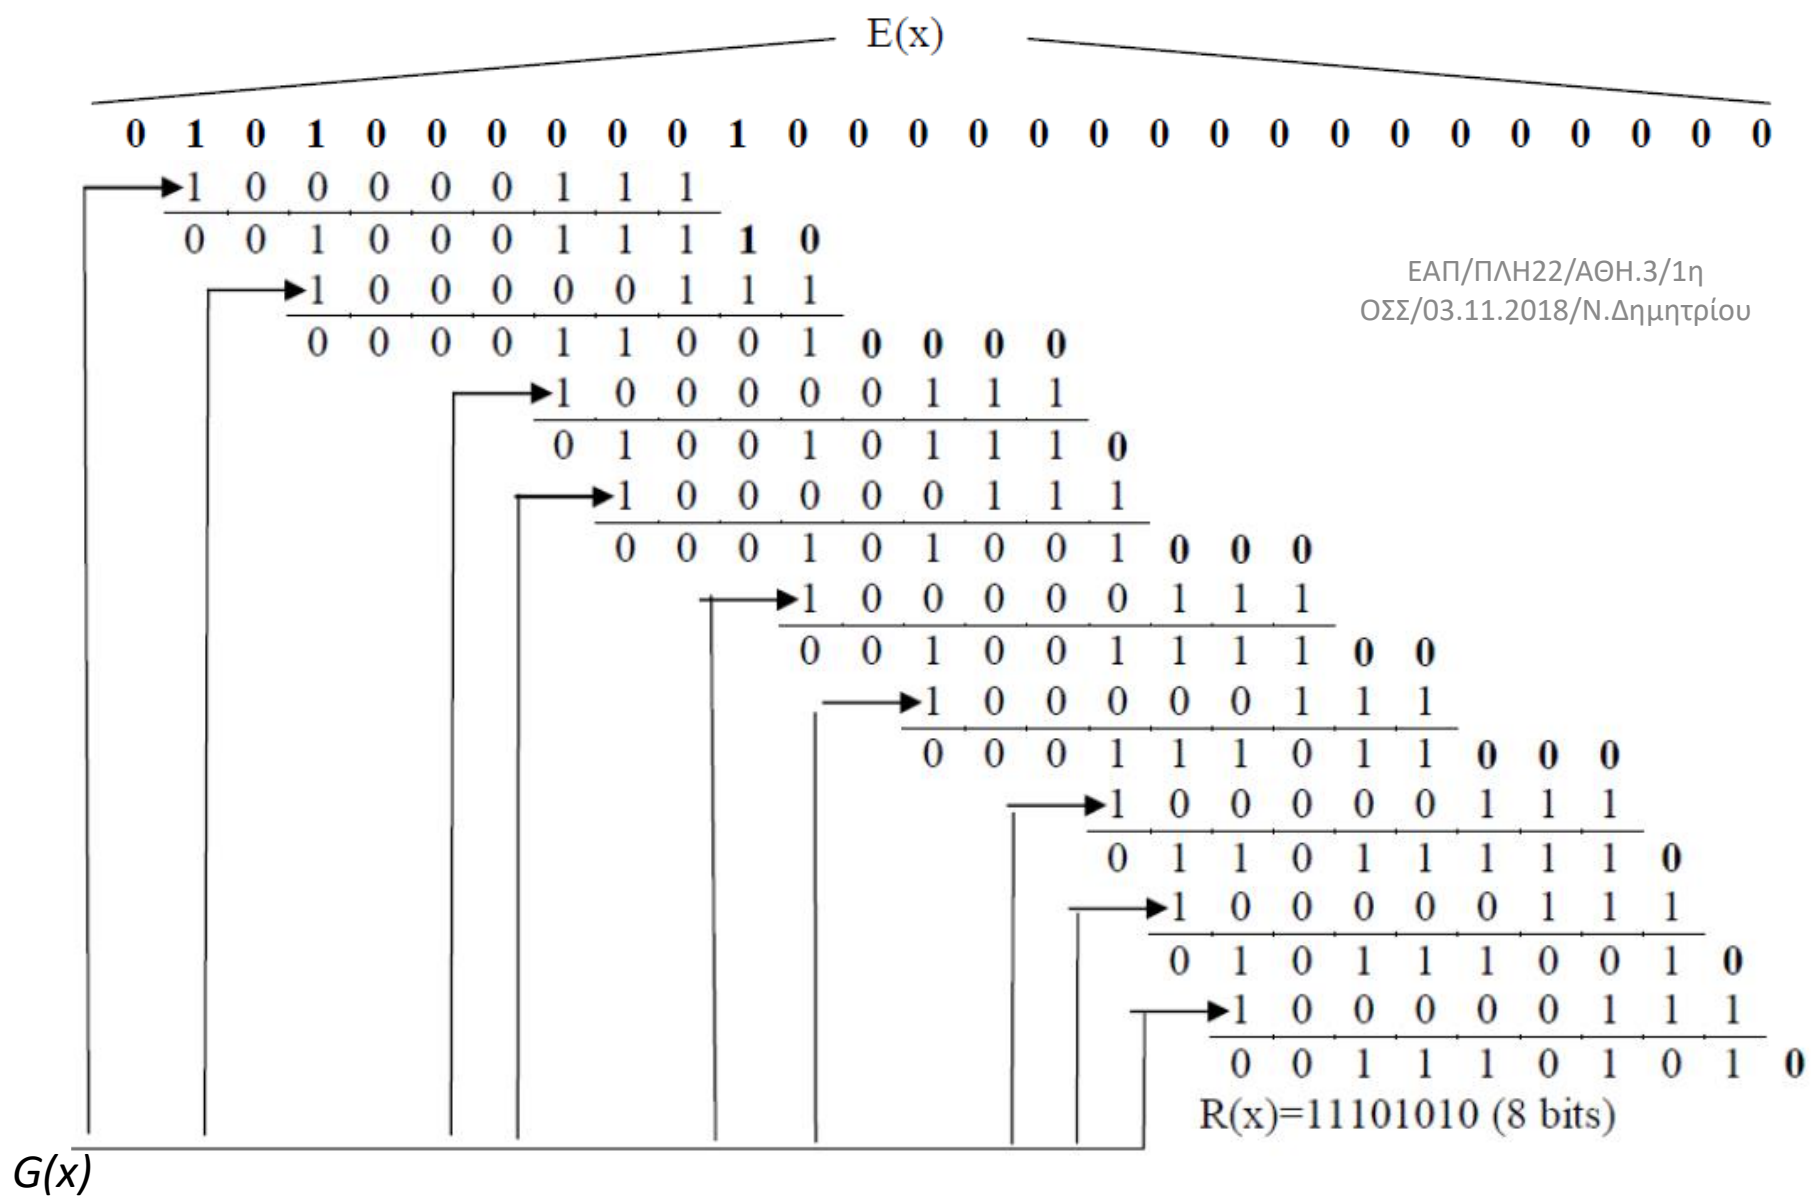 E(x)
0 1 0 1 0 0 0 0 0 0 1 0 0 0 0 0 0 0 0 0 0 0 0 0 0 0 0 0
1 0 0 0 0 0 1 1 1
0 0 1 0 0 0 1 1 1 1 0
ΕΑΠ/ΠΛΗ22/ΑΘΗ.3/1η
ΟΣΣ/03.11.2018/Ν.Δημητρίου
1 0 0 0 0 0 1 1 1
0 0 0 0 1 1 0 0 1 0 0 0 0
1 0 0 0 0 0 1 1 1
0 1 0 0 1 0 1 1 1 0
1 0 0 0 0 0 1 1 1
0 0 0 1 0 1 0 0 1 0 0 0
1 0 0 0 0 0 1 1 1
0 0 1 0 0 1 1 1 1 0 0
1 0 0 0 0 0 1 1 1
0 0 0 1 1 1 0 1 1 0 0 0
1 0 0 0 0 0 1 1 1
0 1 1 0 1 1 1 1 1 0
1 0 0 0 0 0 1 1 1
0 1 0 1 1 1 0 0 1 0
1 0 0 0 0 0 1 1 1
0 0 1 1 1 0 1 0 1 0
R(x)=11101010 (8 bits)
G(x)